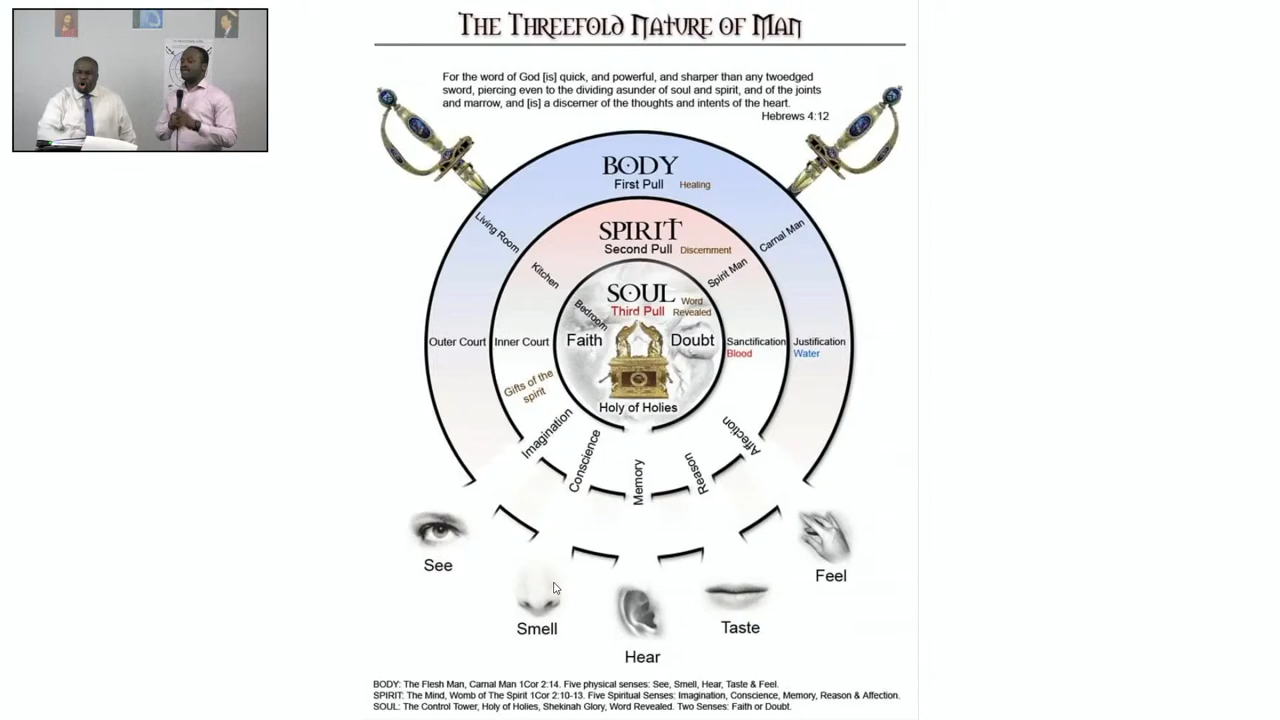 THE THREEFOLD NATURE OF MAN
For the word of God [is] quick, and powerful, and sharper than any twoedged
sword, piercing even to the dividing asunder of soul and spirit, and of the joints
and marrow, and [is] a discerner of the thoughts and intents of the heart.
Hebrews 4:12
BODY
First Pull
Healing
Living Room
Carnal Man
SPIRIT
Second Pull
Discernment
Kitchen
Spirit Man
SOUL
Third Pull
Word
Revealed
Bedroom
Faith
Doubt
Outer Court
Inner Court
Sanctification
Blood
Justification
Water
Gifts of the
spirit
Holy of Holies
Imagination
Conscience
Memory
Reason
Affection
See
Smell
Hear
Taste
Feel
BODY: The Flesh Man, Carnal Man 1Cor 2:14. Five physical senses: See, Smell, Hear, Taste & Feel.
SPIRIT: The Mind, Womb of The Spirit 1Cor 2:10-13. Five Spiritual Senses: Imagination, Conscience, Memory, Reason & Affection.
SOUL: The Control Tower, Holy of Holies, Shekinah Glory, Word Revealed. Two Senses: Faith or Doubt.